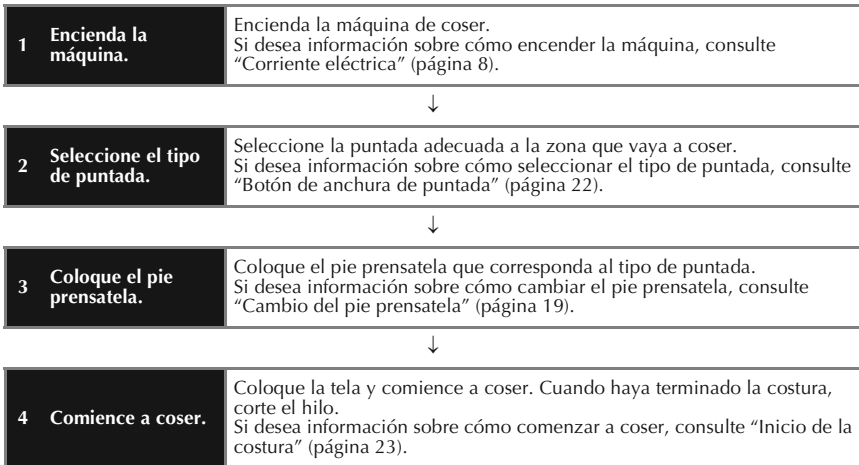 1 Encienda la máquina.
Encienda la máquina de coser.
Si desea información sobre cómo encender la máquina, consulte
“Corriente eléctrica” (página 8).
↓
2 Seleccione el tipo
de puntada.
Seleccione la puntada adecuada a la zona que vaya a coser.
Si desea información sobre cómo seleccionar el tipo de puntada, consulte
“Botón de anchura de puntada” (página 22).
↓
3 Coloque el pie
prensatela.
Coloque el pie prensatela que corresponda al tipo de puntada.
Si desea información sobre cómo cambiar el pie prensatela, consulte
“Cambio del pie prensatela” (página 19).
↓
4 Comience a coser.
Coloque la tela y comience a coser. Cuando haya terminado la costura,
corte el hilo.
Si desea información sobre cómo comenzar a coser, consulte “Inicio de la
costura” (página 23).